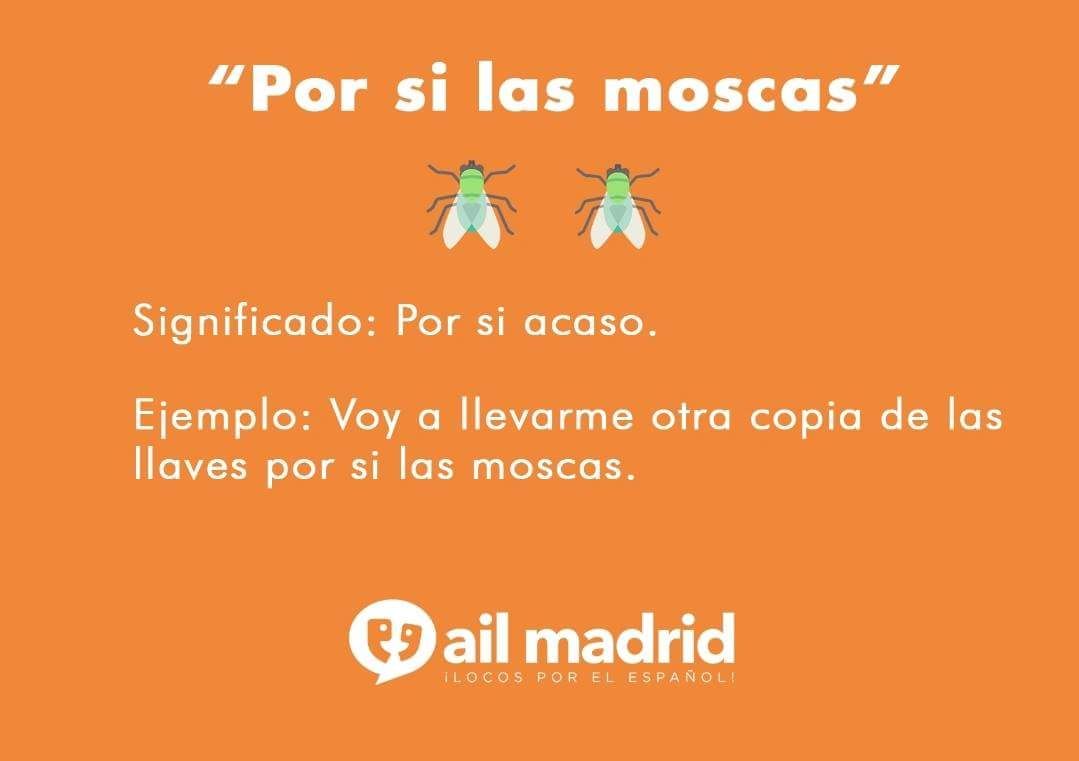 “Por si las moscas”
Significado: Por si acaso.
Ejemplo: Voy a llevarme otra copia de las
llaves por si las moscas.
ail madrid
¡LOCOS POR EL ESPAÑOL!